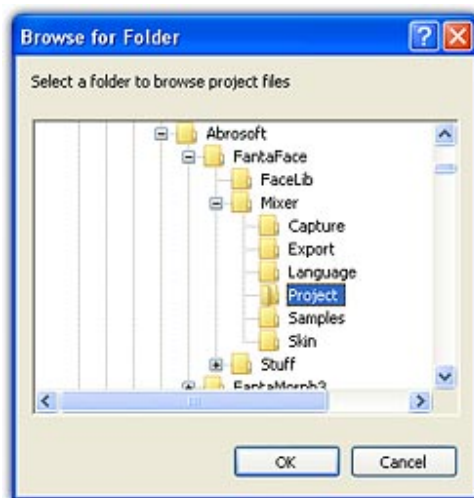 Browse for Folder
Select a folder to browse project files
Abrosoft
FantaFace
FaceLib
Mixer
Capture
Export
Language
Project
Samples
Skin
Stuff
FantaMorph3
OK Cancel